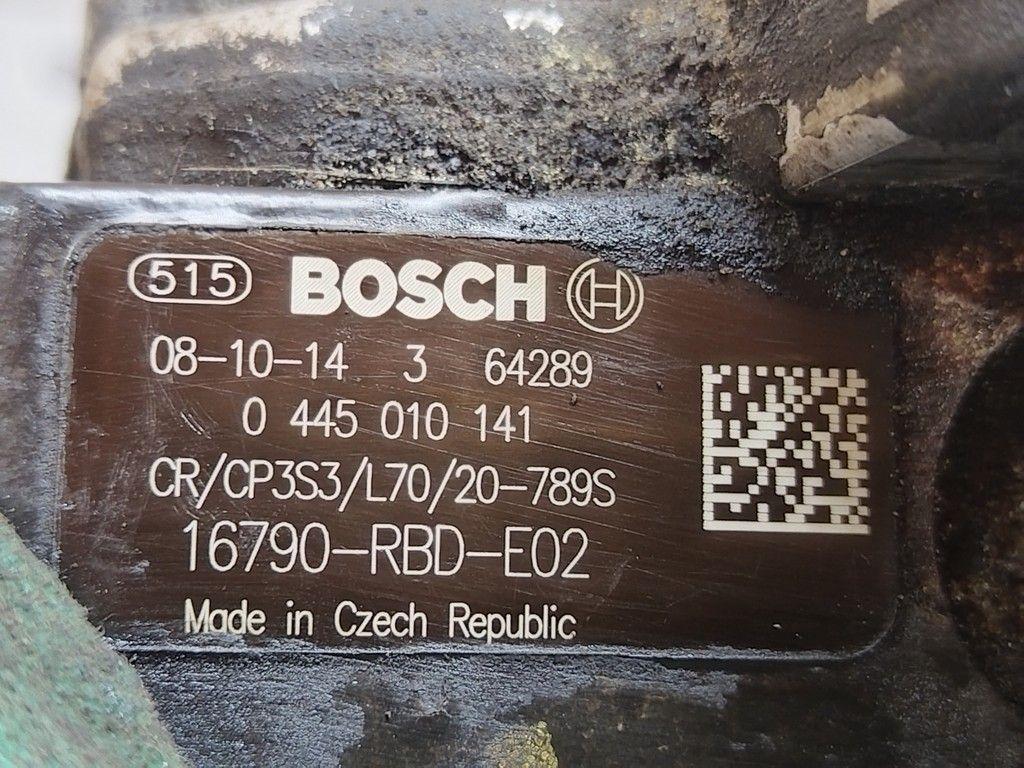 515 BOSCH
08-10-14 3 64289
0 445 010 141
CR/CP3S3/L70/20-789S
16790-RBD-E02
Made in Czech Republic